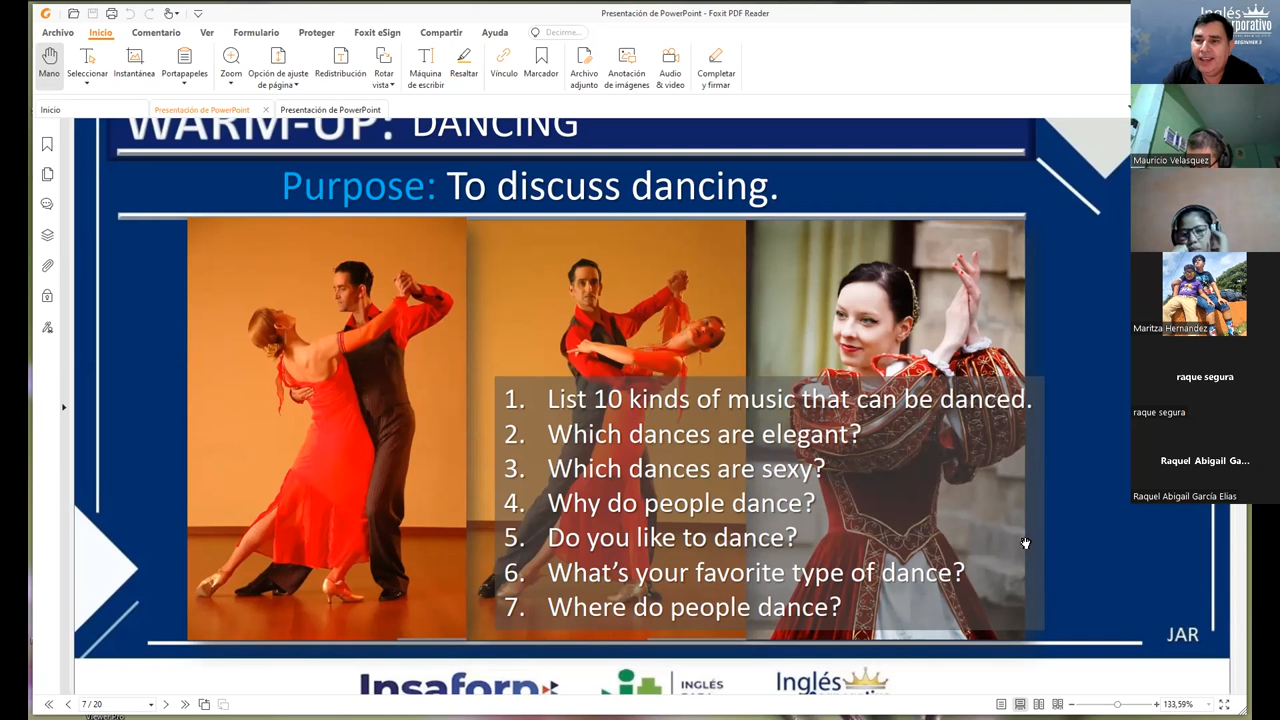 Presentación de PowerPoint - Foxit PDF Reader
Archivo Inicio Comentario Ver Formulario Proteger Foxit eSign Compartir Ayuda Decirme...
Mano Seleccionar Instantánea Portapapeles Zoom Opción de ajuste de página Redistribución Rotar vista Máquina de escribir Resaltar Vínculo Marcador Archivo adjunto Anotación de imágenes Audio & video Completar y firmar
Inicio Presentación de PowerPoint Presentación de PowerPoint
WARM-UP: DANCING
Purpose: To discuss dancing.
1. List 10 kinds of music that can be danced.
2. Which dances are elegant?
3. Which dances are sexy?
4. Why do people dance?
5. Do you like to dance?
6. What's your favorite type of dance?
7. Where do people dance?
JAR
Insaforp
INGLÉS
Inglés
7 / 20
133,59%
Inglés
BEGINNER 2
Mauricio Velasquez
Maritza Hernandez
raque segura
raque segura
Raquel Abigail Ga...
Raquel Abigail García Elias